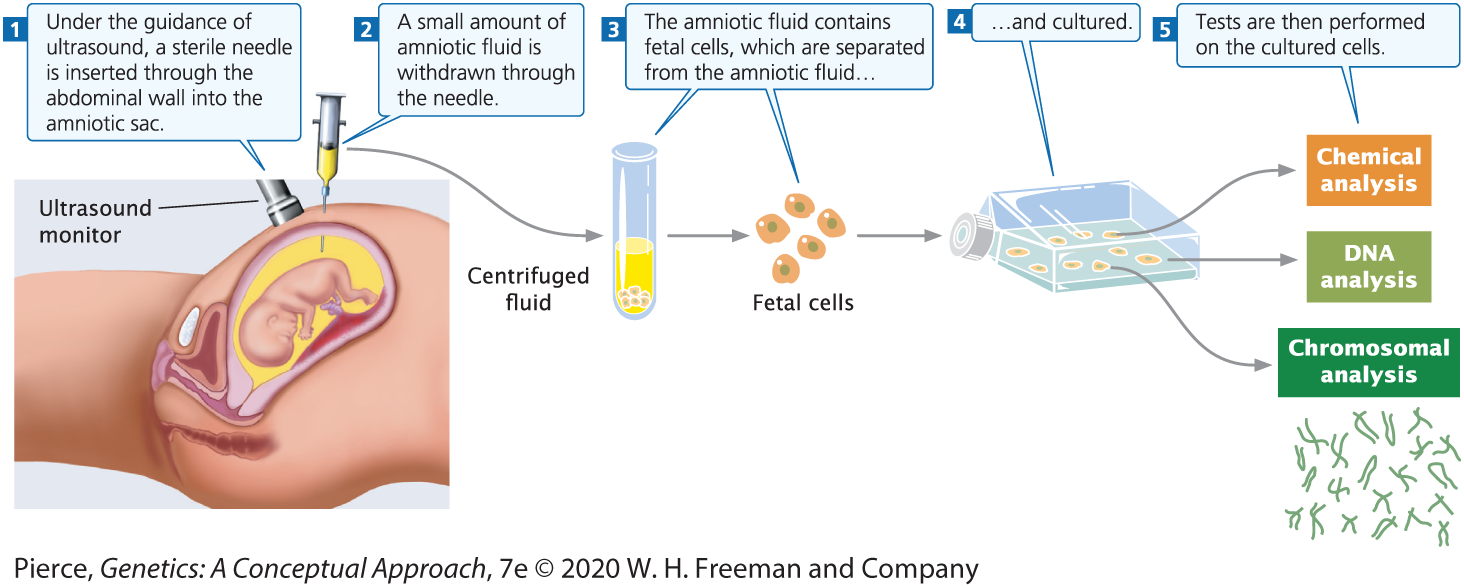 1
Under the guidance of
ultrasound, a sterile needle
is inserted through the
abdominal wall into the
amniotic sac.
2
A small amount of
amniotic fluid is
withdrawn through
the needle.
3
The amniotic fluid contains
fetal cells, which are separated
from the amniotic fluid…
4
…and cultured.
5
Tests are then performed
on the cultured cells.
Ultrasound
monitor
Centrifuged
fluid
Fetal cells
Chemical
analysis
DNA
analysis
Chromosomal
analysis
Pierce, Genetics: A Conceptual Approach, 7e © 2020 W. H. Freeman and Company